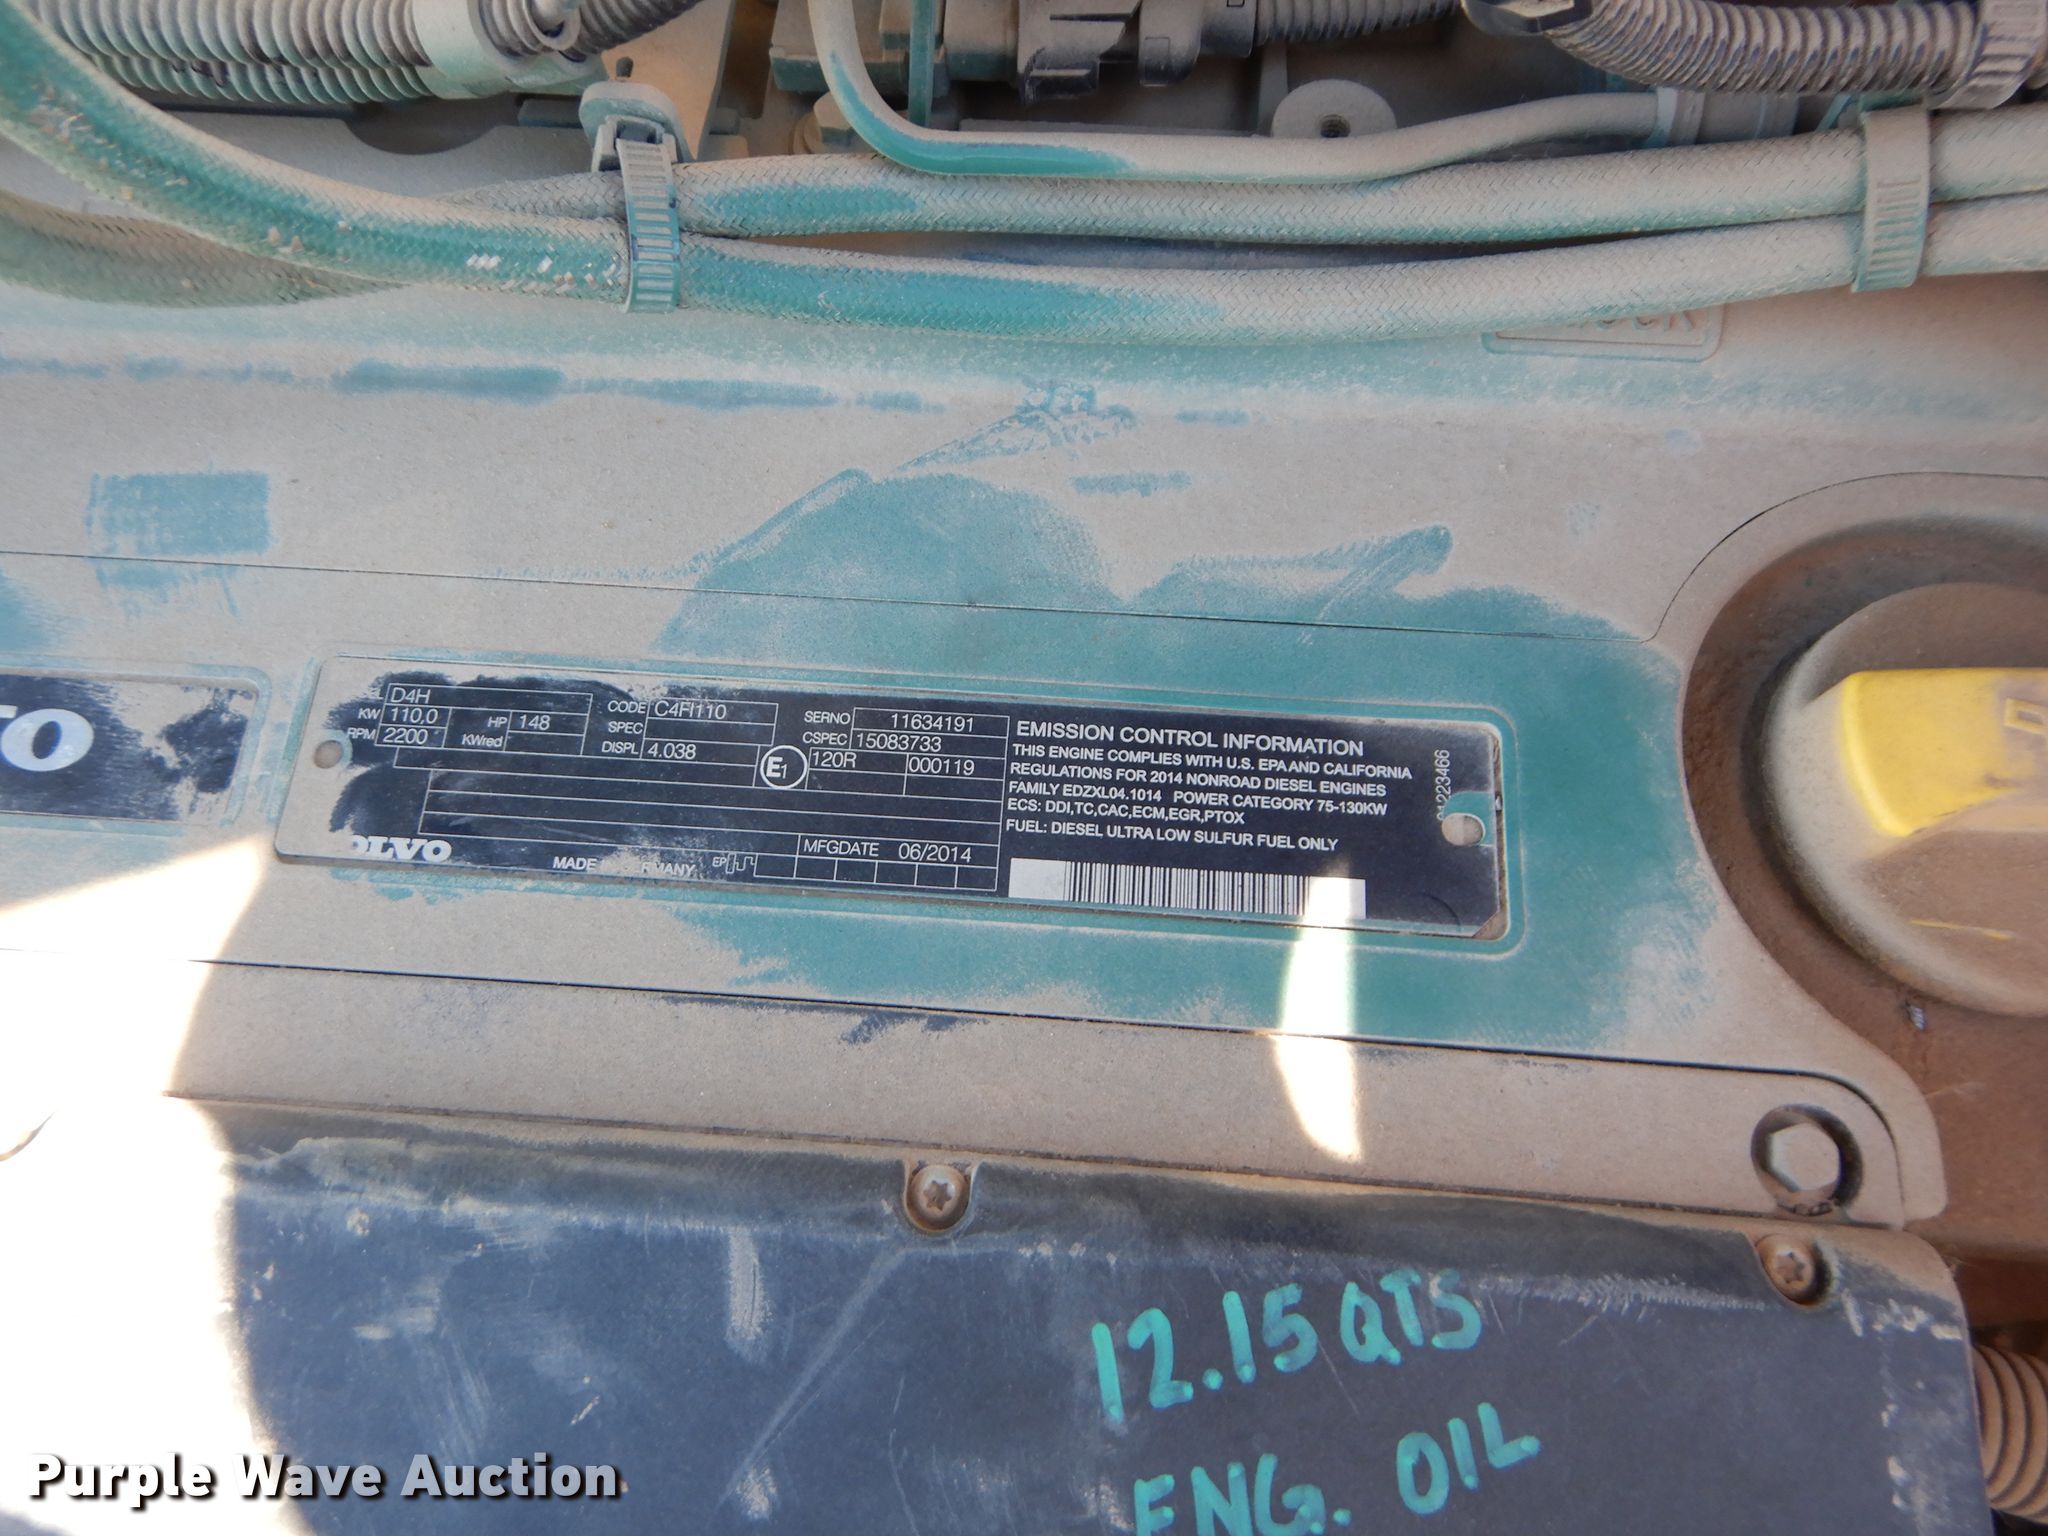 D4H
KW 110.0 HP 148
RPM 2200 KWred
CODE C4FI110
SPEC
DISPL 4.038
E1
SERNO 11634191
CSPEC 15083733
120R 000119
MFGDATE 06/2014
MADE
EP
EMISSION CONTROL INFORMATION
THIS ENGINE COMPLIES WITH U.S. EPA AND CALIFORNIA
REGULATIONS FOR 2014 NONROAD DIESEL ENGINES
FAMILY EDZXL04.1014 POWER CATEGORY 75-130KW
ECS: DDI,TC,CAC,ECM,EGR,PTOX
FUEL: DIESEL ULTRA LOW SULFUR FUEL ONLY
12.15 QTS
ENG. OIL
Purple Wave Auction